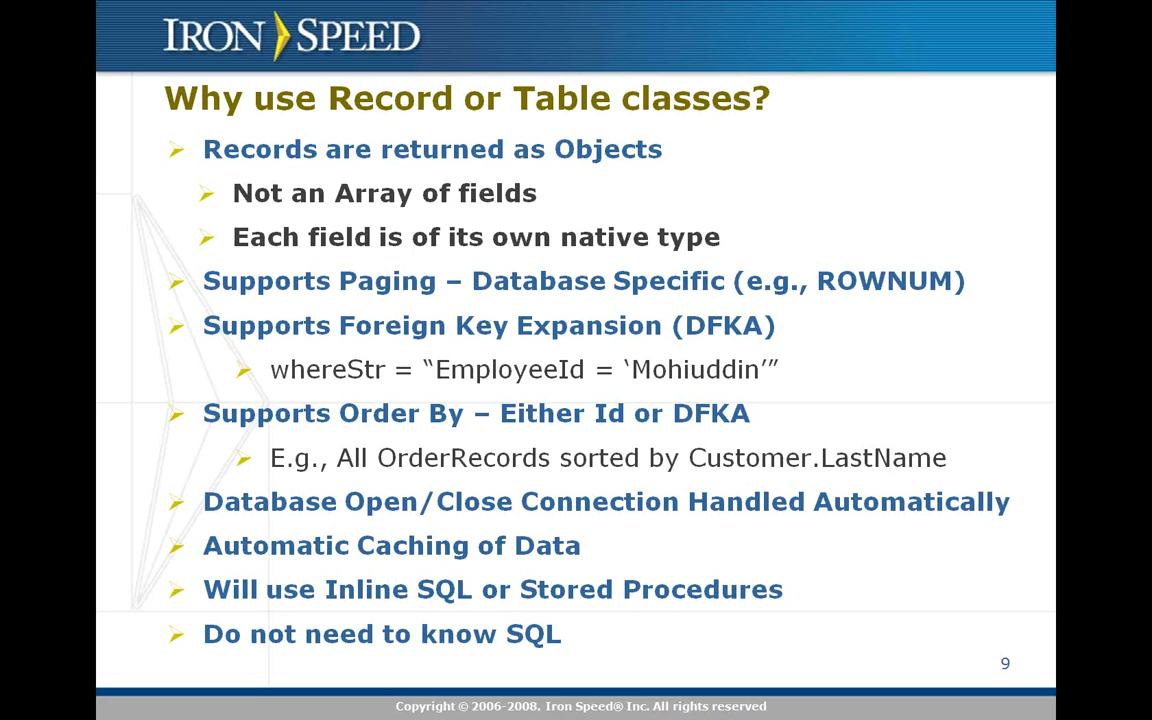 IRON SPEED
Why use Record or Table classes?
Records are returned as Objects
Not an Array of fields
Each field is of its own native type
Supports Paging – Database Specific (e.g., ROWNUM)
Supports Foreign Key Expansion (DFKA)
whereStr = “EmployeeId = ‘Mohiuddin’”
Supports Order By – Either Id or DFKA
E.g., All OrderRecords sorted by Customer.LastName
Database Open/Close Connection Handled Automatically
Automatic Caching of Data
Will use Inline SQL or Stored Procedures
Do not need to know SQL
9
Copyright © 2006-2008. Iron Speed® Inc. All rights reserved